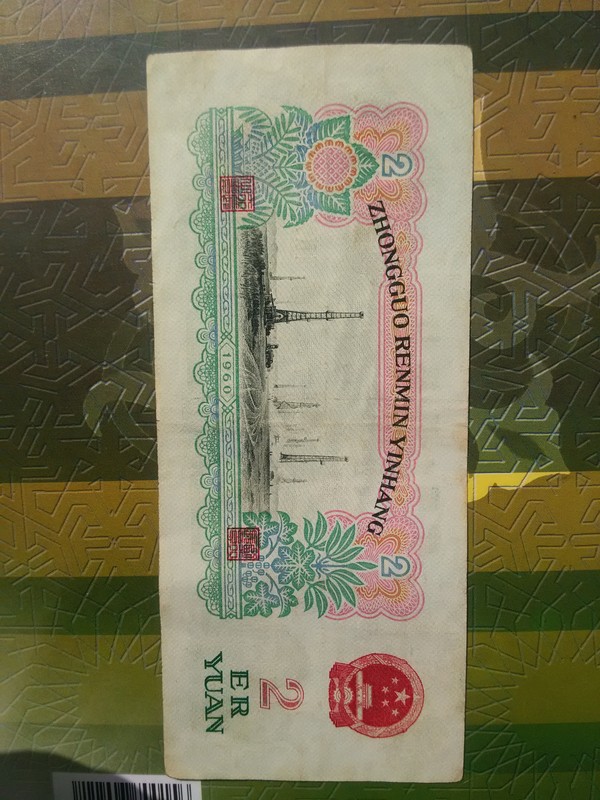 ZHONGGUO RENMIN YINHANG
2
2
1960
2
ER
YUAN